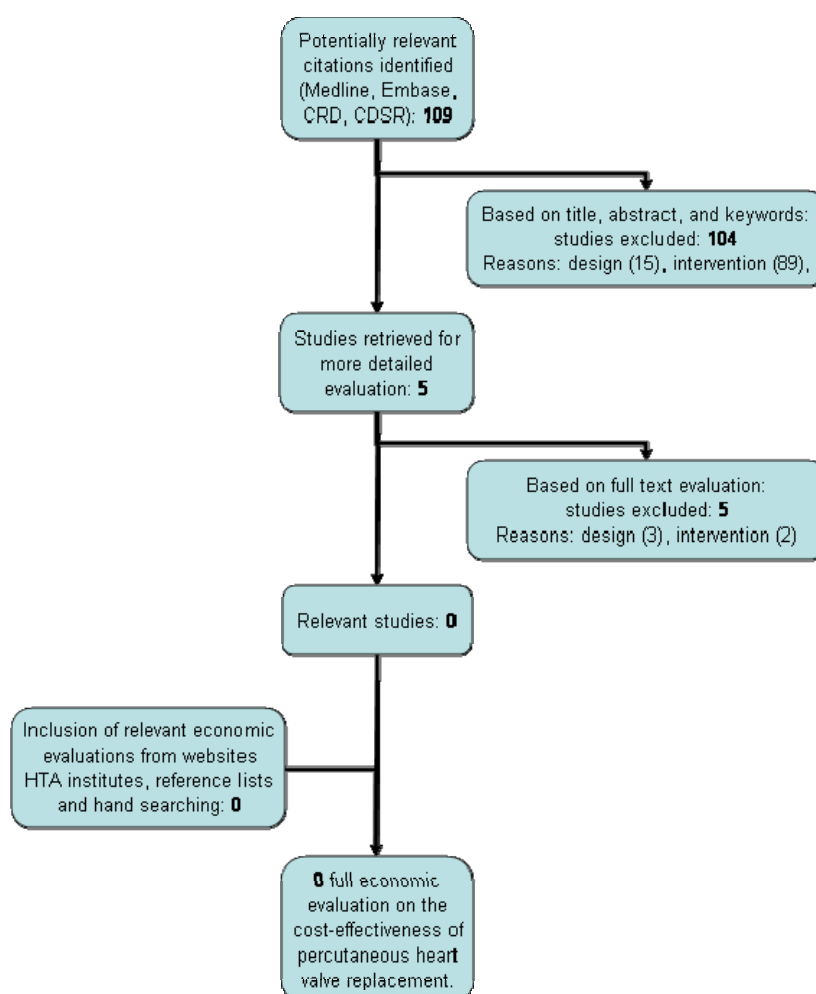 Potentially relevant
citations identified
(Medline, Embase,
CRD, CDSR): 109
Based on title, abstract, and keywords:
studies excluded: 104
Reasons: design (15), intervention (89),
Studies retrieved for
more detailed
evaluation: 5
Based on full text evaluation:
studies excluded: 5
Reasons: design (3), intervention (2)
Relevant studies: 0
Inclusion of relevant economic
evaluations from websites
HTA institutes, reference lists
and hand searching: 0
0 full economic
evaluation on the
cost-effectiveness of
percutaneous heart
valve replacement.